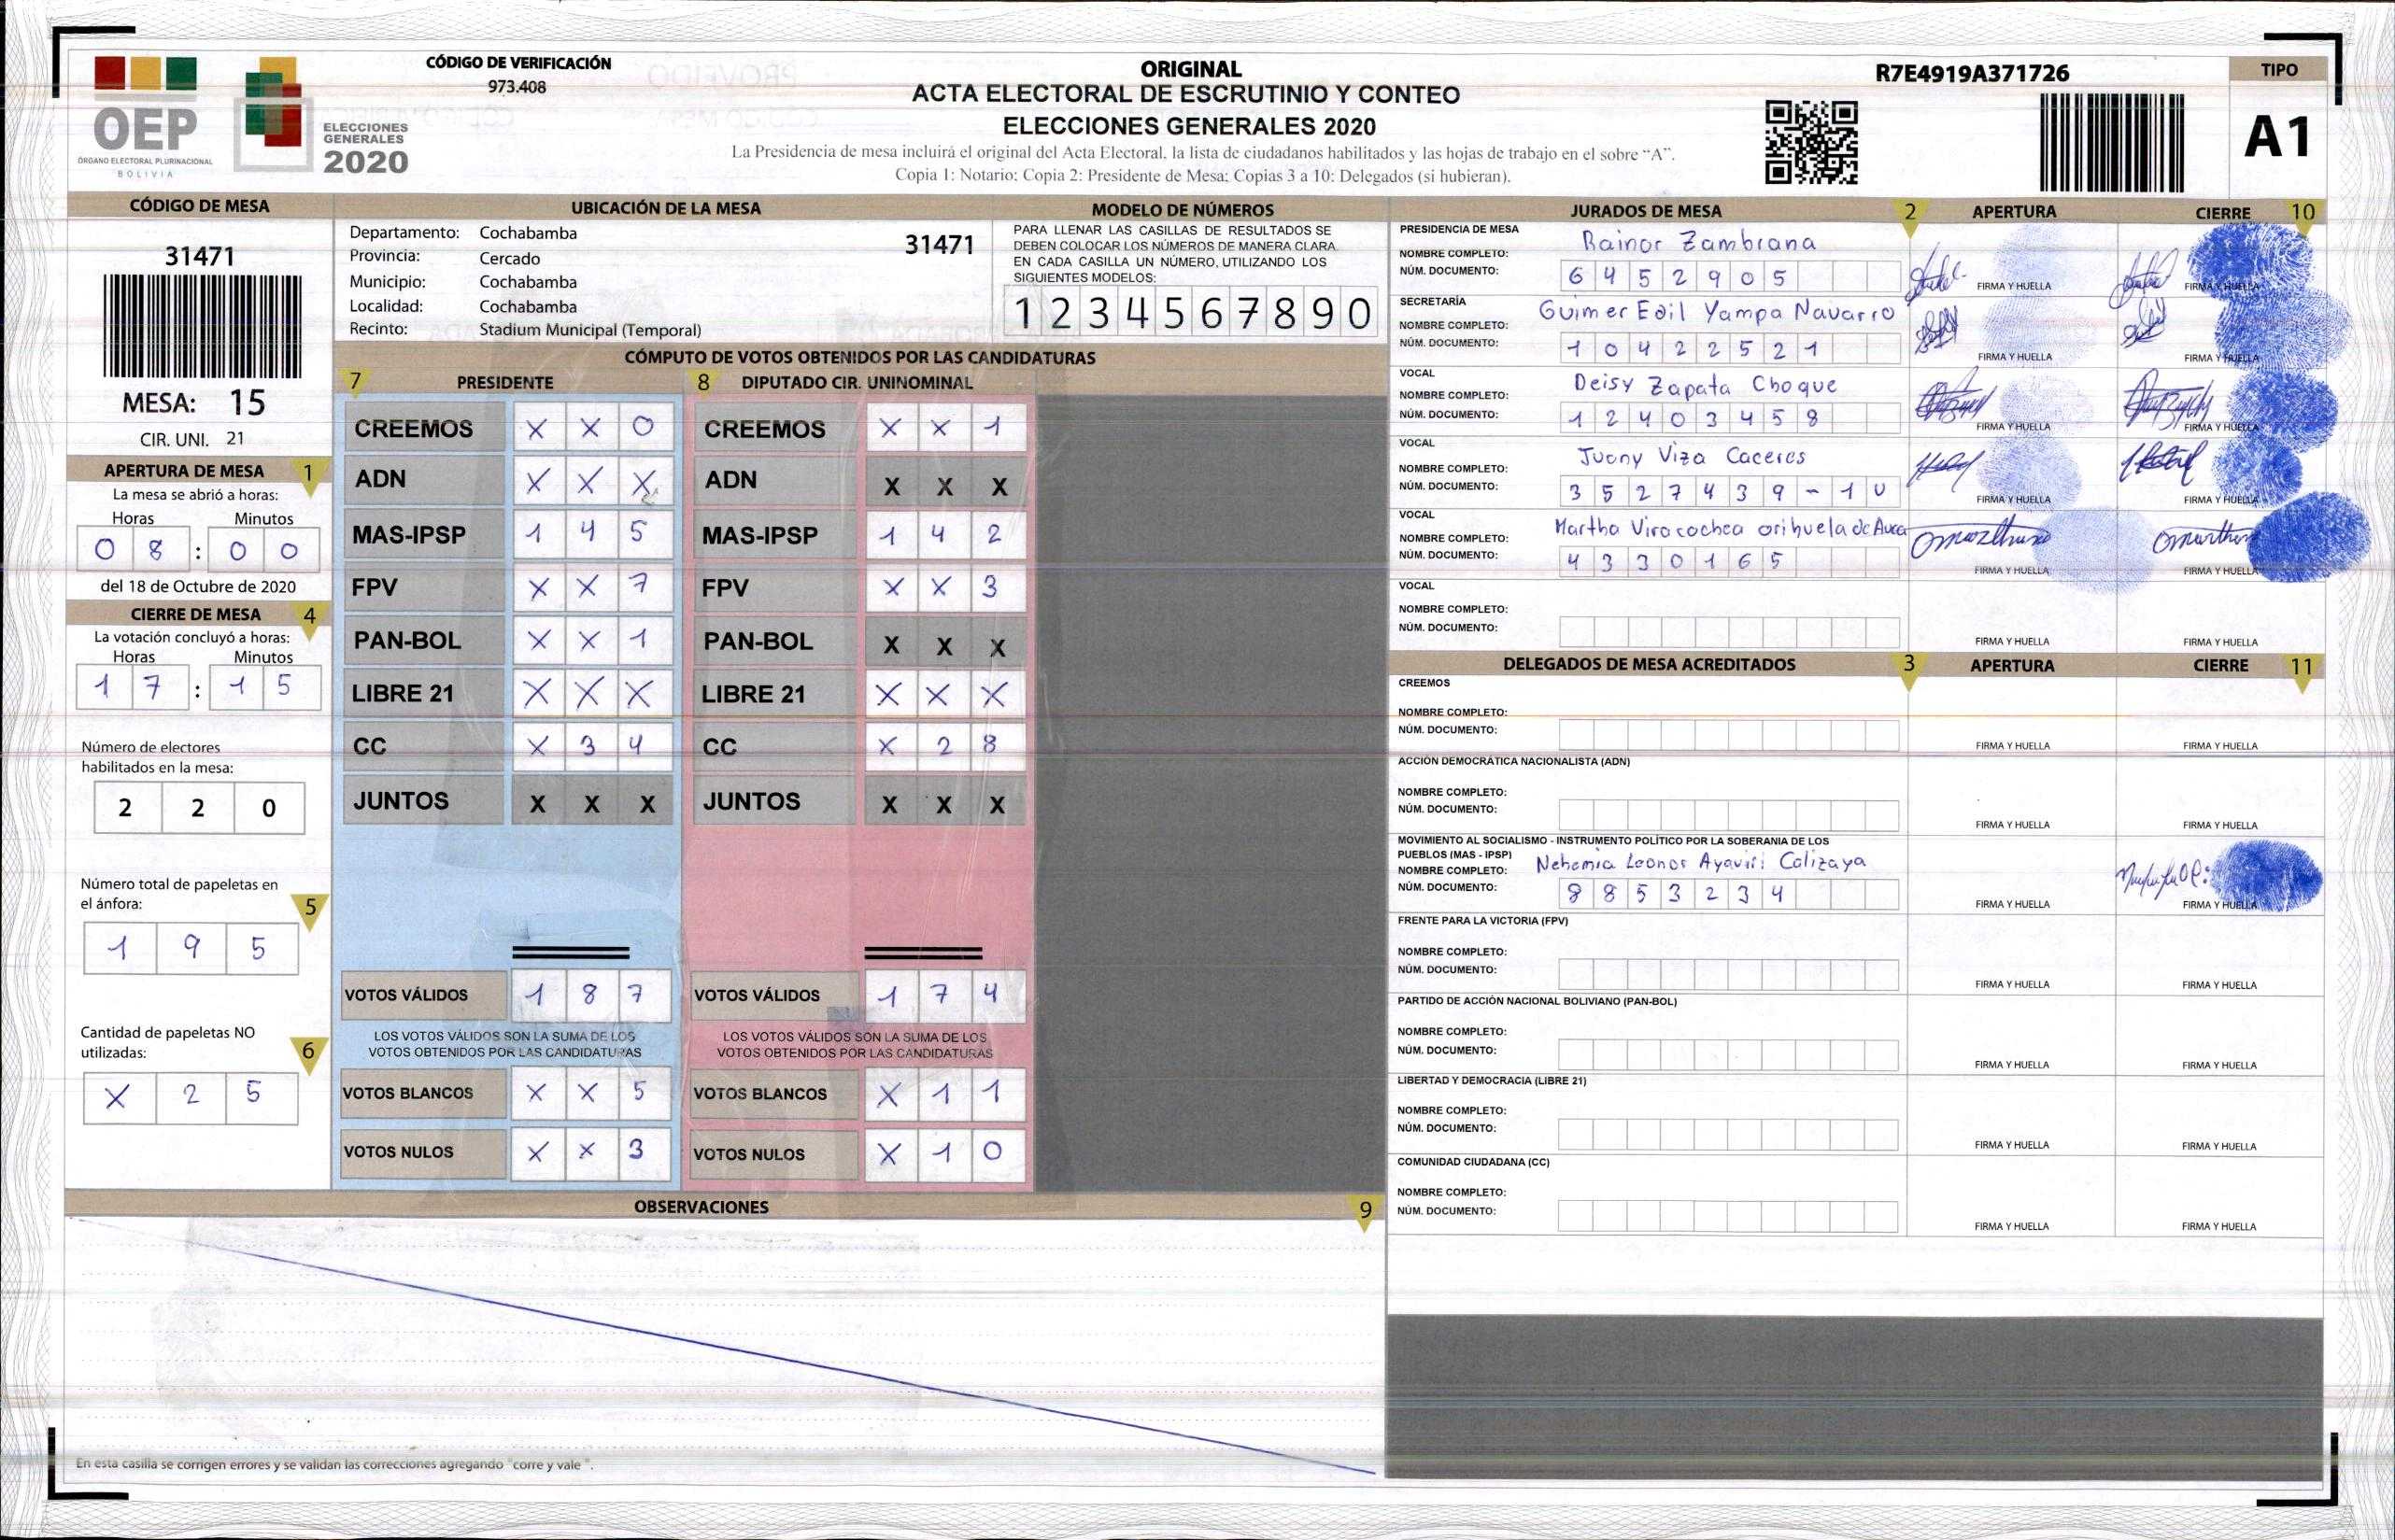 CÓDIGO DE VERIFICACIÓN
973.408
OEP
ÓRGANO ELECTORAL PLURINACIONAL
BOLIVIA
ELECCIONES
GENERALES
2020
ORIGINAL
ACTA ELECTORAL DE ESCRUTINIO Y CONTEO
ELECCIONES GENERALES 2020
La Presidencia de mesa incluirá el original del Acta Electoral, la lista de ciudadanos habilitados y las hojas de trabajo en el sobre “A”.
Copia 1: Notario; Copia 2: Presidente de Mesa; Copias 3 a 10: Delegados (si hubieran).
R7E4919A371726
TIPO
A1
CÓDIGO DE MESA
31471
MESA: 15
CIR. UNI. 21
APERTURA DE MESA 1
La mesa se abrió a horas:
Horas Minutos
0 8 : 0 0
del 18 de Octubre de 2020
CIERRE DE MESA 4
La votación concluyó a horas:
Horas Minutos
1 7 : 1 5
Número de electores
habilitados en la mesa:
2 2 0
Número total de papeletas en
el ánfora:
5
1 9 5
Cantidad de papeletas NO
utilizadas:
6
X 2 5
UBICACIÓN DE LA MESA
Departamento: Cochabamba
31471
Provincia: Cercado
Municipio: Cochabamba
Localidad: Cochabamba
Recinto: Stadium Municipal (Temporal)
MODELO DE NÚMEROS
PARA LLENAR LAS CASILLAS DE RESULTADOS SE
DEBEN COLOCAR LOS NÚMEROS DE MANERA CLARA.
EN CADA CASILLA UN NÚMERO, UTILIZANDO LOS
SIGUIENTES MODELOS:
1 2 3 4 5 6 7 8 9 0
CÓMPUTO DE VOTOS OBTENIDOS POR LAS CANDIDATURAS
7 PRESIDENTE
CREEMOS X X 0
ADN X X X
MAS-IPSP 1 4 5
FPV X X 7
PAN-BOL X X 1
LIBRE 21 X X X
CC X 3 4
JUNTOS X X X
VOTOS VÁLIDOS 1 8 7
LOS VOTOS VÁLIDOS SON LA SUMA DE LOS
VOTOS OBTENIDOS POR LAS CANDIDATURAS
VOTOS BLANCOS X X 5
VOTOS NULOS X X 3
8 DIPUTADO CIR. UNINOMINAL
CREEMOS X X 1
ADN X X X
MAS-IPSP 1 4 2
FPV X X 3
PAN-BOL X X X
LIBRE 21 X X X
CC X 2 8
JUNTOS X X X
VOTOS VÁLIDOS 1 7 4
LOS VOTOS VÁLIDOS SON LA SUMA DE LOS
VOTOS OBTENIDOS POR LAS CANDIDATURAS
VOTOS BLANCOS X 1 1
VOTOS NULOS X 1 0
OBSERVACIONES 9
En esta casilla se corrigen errores y se validan las correcciones agregando "corre y vale ".
JURADOS DE MESA 2 APERTURA CIERRE 10
PRESIDENCIA DE MESA
NOMBRE COMPLETO: Rainor Zambrana
NÚM. DOCUMENTO: 6 4 5 2 9 0 5
FIRMA Y HUELLA FIRMA Y HUELLA
SECRETARÍA
NOMBRE COMPLETO: Guimer Edil Yampa Navarro
NÚM. DOCUMENTO: 1 0 4 2 2 5 2 1
FIRMA Y HUELLA FIRMA Y HUELLA
VOCAL
NOMBRE COMPLETO: Deisy Zapata Choque
NÚM. DOCUMENTO: 1 2 4 0 3 4 5 8
FIRMA Y HUELLA FIRMA Y HUELLA
VOCAL
NOMBRE COMPLETO: Juany Viza Caceres
NÚM. DOCUMENTO: 3 5 2 7 4 3 9 - 1 U
FIRMA Y HUELLA FIRMA Y HUELLA
VOCAL
NOMBRE COMPLETO: Martha Viracochea orihuela de Auca
NÚM. DOCUMENTO: 4 3 3 0 1 6 5
FIRMA Y HUELLA FIRMA Y HUELLA
VOCAL
NOMBRE COMPLETO:
NÚM. DOCUMENTO:
FIRMA Y HUELLA FIRMA Y HUELLA
DELEGADOS DE MESA ACREDITADOS 3 APERTURA CIERRE 11
CREEMOS
NOMBRE COMPLETO:
NÚM. DOCUMENTO:
FIRMA Y HUELLA FIRMA Y HUELLA
ACCIÓN DEMOCRÁTICA NACIONALISTA (ADN)
NOMBRE COMPLETO:
NÚM. DOCUMENTO:
FIRMA Y HUELLA FIRMA Y HUELLA
MOVIMIENTO AL SOCIALISMO - INSTRUMENTO POLÍTICO POR LA SOBERANIA DE LOS
PUEBLOS (MAS - IPSP)
NOMBRE COMPLETO: Nehemia Leonor Ayaviri Calizaya
NÚM. DOCUMENTO: 8 8 5 3 2 3 4
FIRMA Y HUELLA FIRMA Y HUELLA
FRENTE PARA LA VICTORIA (FPV)
NOMBRE COMPLETO:
NÚM. DOCUMENTO:
FIRMA Y HUELLA FIRMA Y HUELLA
PARTIDO DE ACCIÓN NACIONAL BOLIVIANO (PAN-BOL)
NOMBRE COMPLETO:
NÚM. DOCUMENTO:
FIRMA Y HUELLA FIRMA Y HUELLA
LIBERTAD Y DEMOCRACIA (LIBRE 21)
NOMBRE COMPLETO:
NÚM. DOCUMENTO:
FIRMA Y HUELLA FIRMA Y HUELLA
COMUNIDAD CIUDADANA (CC)
NOMBRE COMPLETO:
NÚM. DOCUMENTO:
FIRMA Y HUELLA FIRMA Y HUELLA